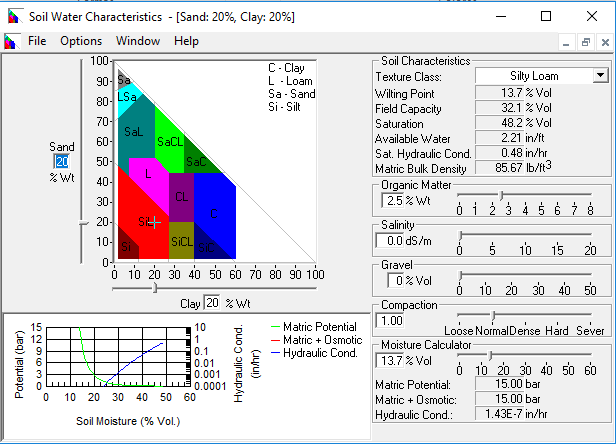 Soil Water Characteristics - [Sand: 20%, Clay: 20%]
File Options Window Help
Sand
20
% Wt
100
90
80
70
60
50
40
30
20
10
0
C - Clay
L - Loam
Sa - Sand
Si - Silt
Sa
LSa
SaL
SaCL
SaC
L
CL
C
SiCL
0 10 20 30 40 50 60 70 80 100
Clay 20 % Wt
Soil Characteristics
Texture Class: Silty Loam
Wilting Point 13.7 % Vol
Field Capacity 32.1 % Vol
Saturation 48.2 % Vol
Available Water 2.21 in/ft
Sat. Hydraulic Cond. 0.48 in/hr
Matric Bulk Density 85.67 lb/ft3
Organic Matter
2.5 % Wt
0 1 2 3 4 5 6 7 8
Salinity
0.0 dS/m
0 5 10 15 20
Gravel
0 % Vol
0 10 20 30 40 50
Compaction
1.00
Loose Normal Dense Hard Sever
Moisture Calculator
13.7 % Vol
0 10 20 30 40 50 60
Matric Potential: 15.00 bar
Matric + Osmotic: 15.00 bar
Hydraulic Cond.: 1.43E-7 in/hr
Potential (bar)
15
12
9
6
3
0
10
1
0.1
0.01
0.001
0.0001
Hydraulic Cond.
(in/hr)
0 10 20 30 40 50 60
Soil Moisture (% Vol.)
Matric Potential
Matric + Osmotic
Hydraulic Cond.